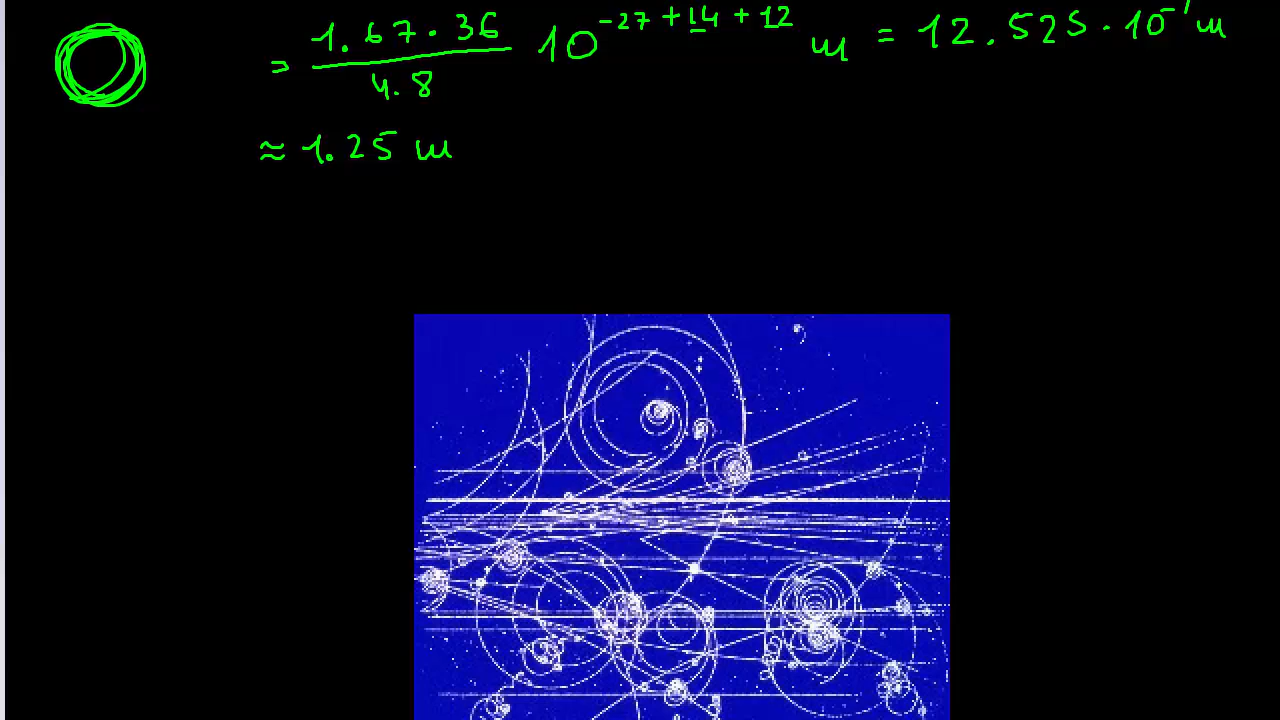 = 1.67·36 / 4.8 10^-27+14+12 m = 12.525·10^-1 m
≈ 1.25 m